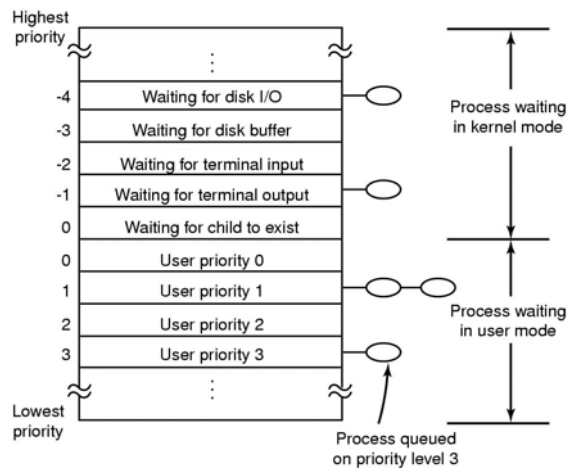 Highest
priority
-4 Waiting for disk I/O
-3 Waiting for disk buffer
-2 Waiting for terminal input
-1 Waiting for terminal output
0 Waiting for child to exist
0 User priority 0
1 User priority 1
2 User priority 2
3 User priority 3
Lowest
priority
Process waiting
in kernel mode
Process waiting
in user mode
Process queued
on priority level 3